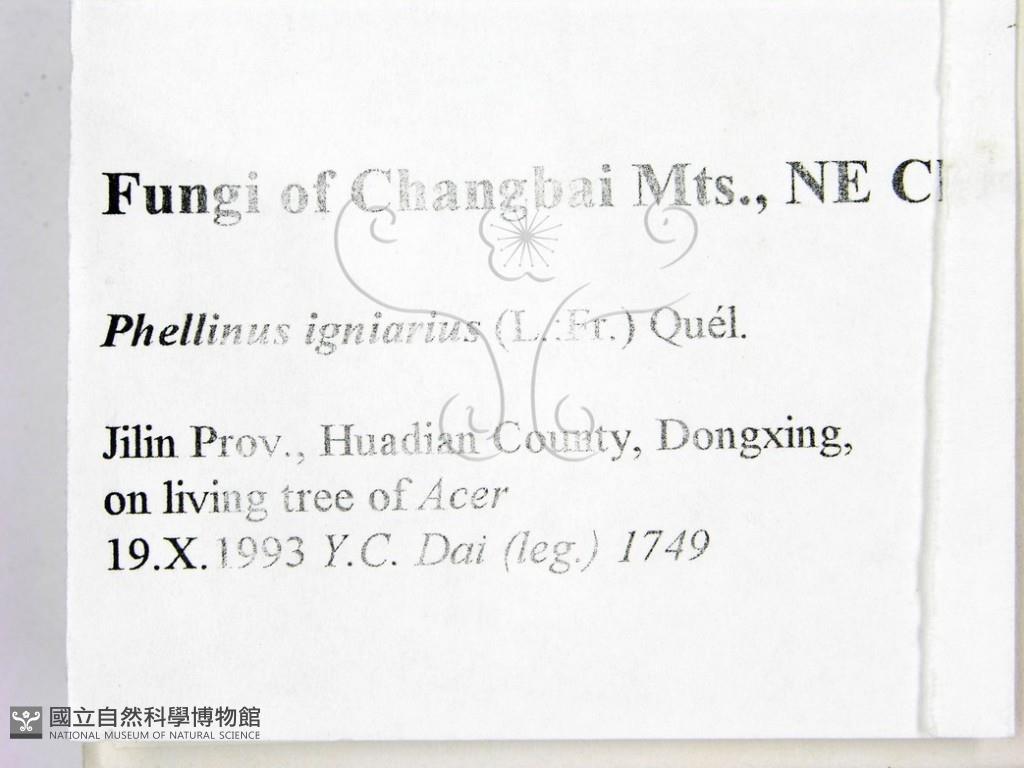 Fungi of Changbai Mts., NE
Phellinus igniarius (L.:Fr.) Quél.
Jilin Prov., Huadian County, Dongxing,
on living tree of Acer
19.X.1993 Y.C. Dai (leg.) 1749
國立自然科學博物館
NATIONAL MUSEUM OF NATURAL SCIENCE